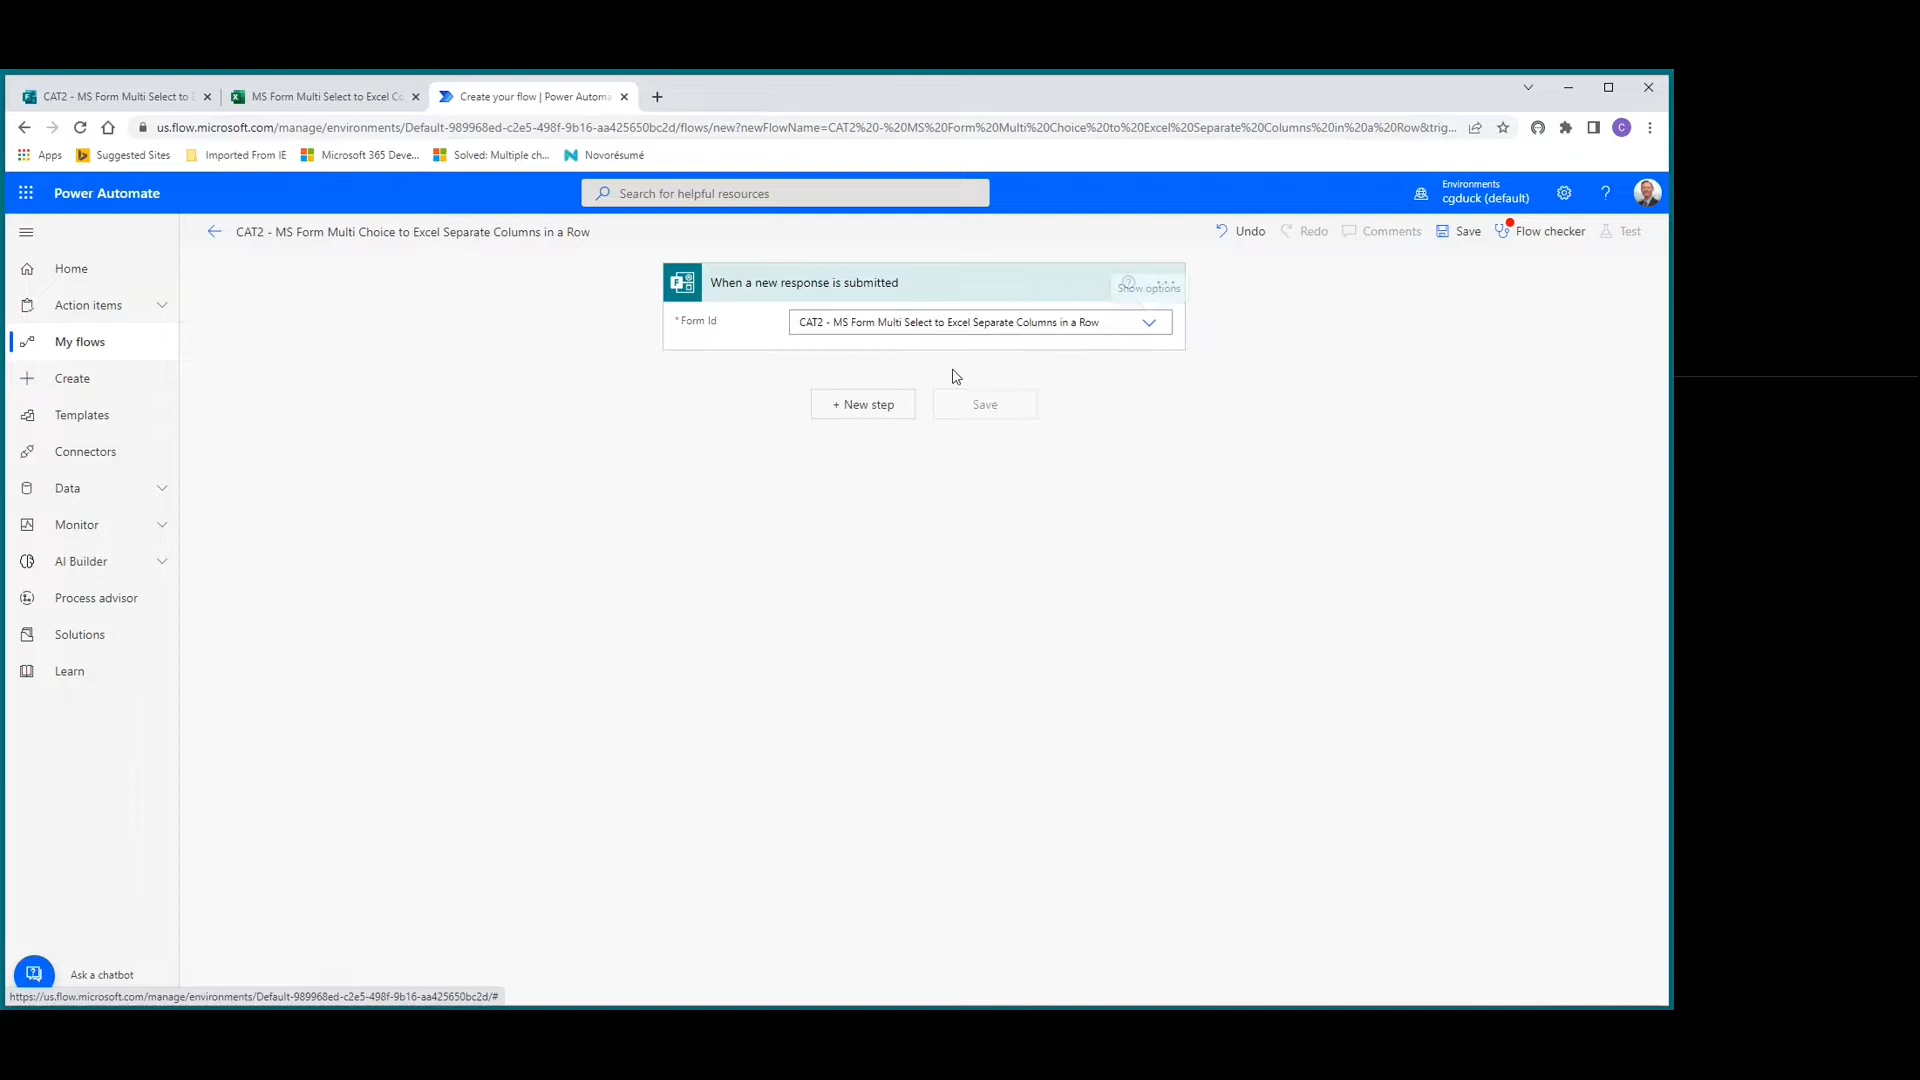 CAT2 - MS Form Multi Select to E
MS Form Multi Select to Excel Co
Create your flow | Power Automa
us.flow.microsoft.com/manage/environments/Default-989968ed-c2e5-498f-9b16-aa425650bc2d/flows/new?newFlowName=CAT2%20-%20MS%20Form%20Multi%20Choice%20to%20Excel%20Separate%20Columns%20in%20a%20Row&trig...
C
Apps
Suggested Sites
Imported From IE
Microsoft 365 Deve...
Solved: Multiple ch...
Novorésumé
Power Automate
Search for helpful resources
Environments
cgduck (default)
CAT2 - MS Form Multi Choice to Excel Separate Columns in a Row
Undo
Redo
Comments
Save
Flow checker
Test
Home
Action items
My flows
Create
Templates
Connectors
Data
Monitor
AI Builder
Process advisor
Solutions
Learn
When a new response is submitted
Show options
* Form Id
CAT2 - MS Form Multi Select to Excel Separate Columns in a Row
+ New step
Save
Ask a chatbot
https://us.flow.microsoft.com/manage/environments/Default-989968ed-c2e5-498f-9b16-aa425650bc2d/#